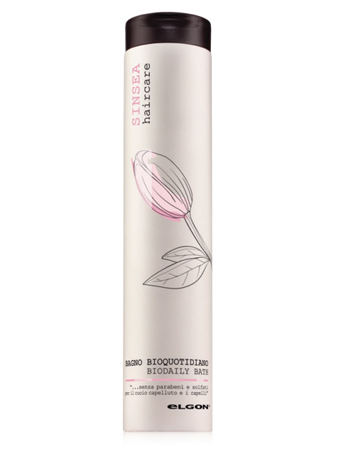 SINSEA
haircare
BAGNO BIOQUOTIDIANO
BIODAILY BATH
"...senza parabeni e solfati
per il cuoio capelluto e i capelli"
ELGON